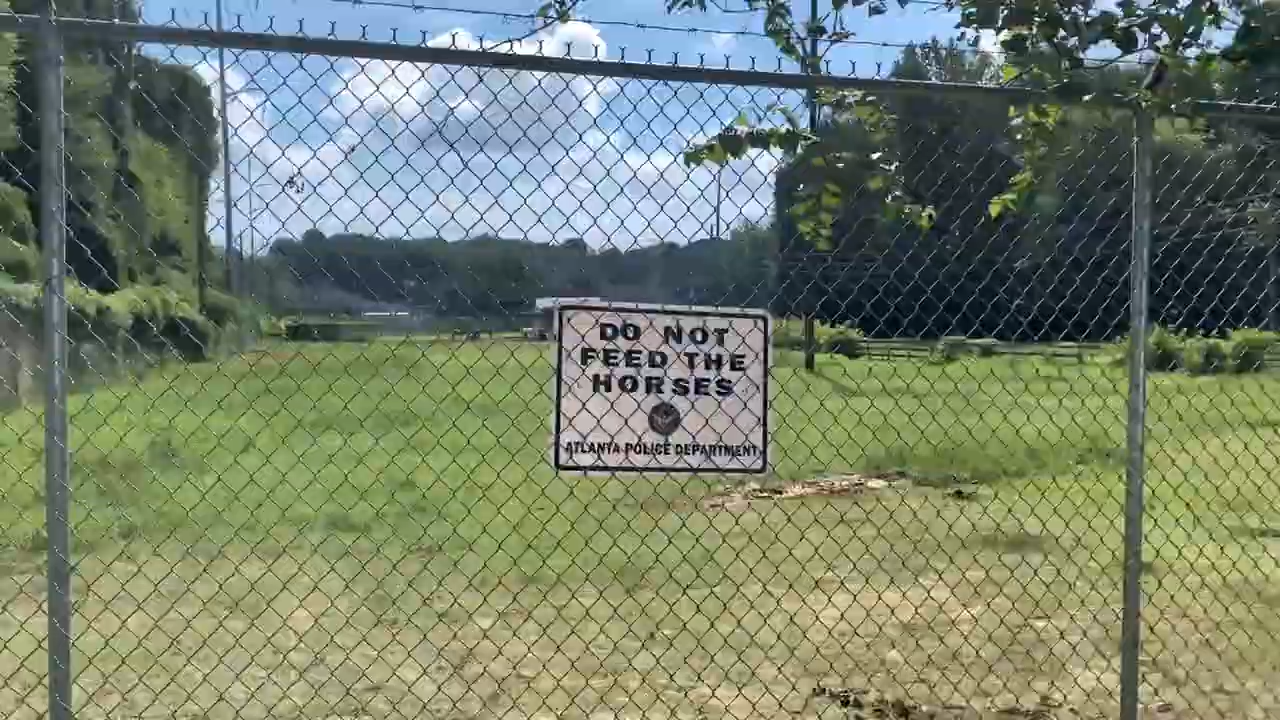 DO NOT
FEED THE
HORSES
ATLANTA POLICE DEPARTMENT